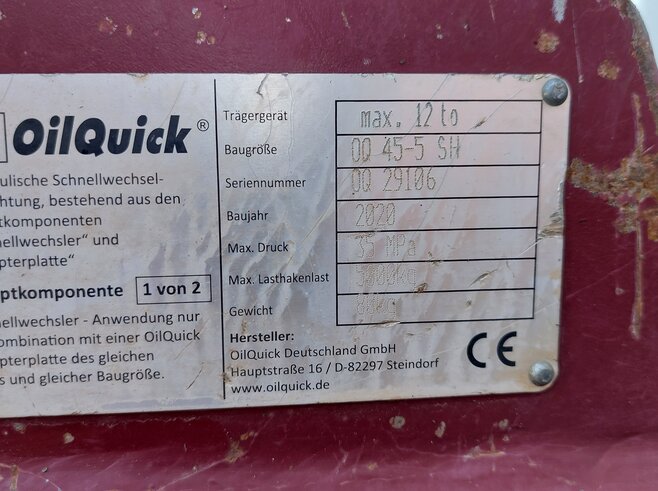 OilQuick®
ulische Schnellwechsel-
htung, bestehend aus den
tkomponenten
nellwechsler" und
pterplatte"
ptkomponente 1 von 2
nellwechsler - Anwendung nur
ombination mit einer OilQuick
pterplatte des gleichen
s und gleicher Baugröße.
Trägergerät max. 12 to
Baugröße OQ 45-5 SH
Seriennummer OQ 29106
Baujahr 2020
Max. Druck 35 MPa
Max. Lasthakenlast
Gewicht
Hersteller:
OilQuick Deutschland GmbH
Hauptstraße 16 / D-82297 Steindorf
www.oilquick.de
CE